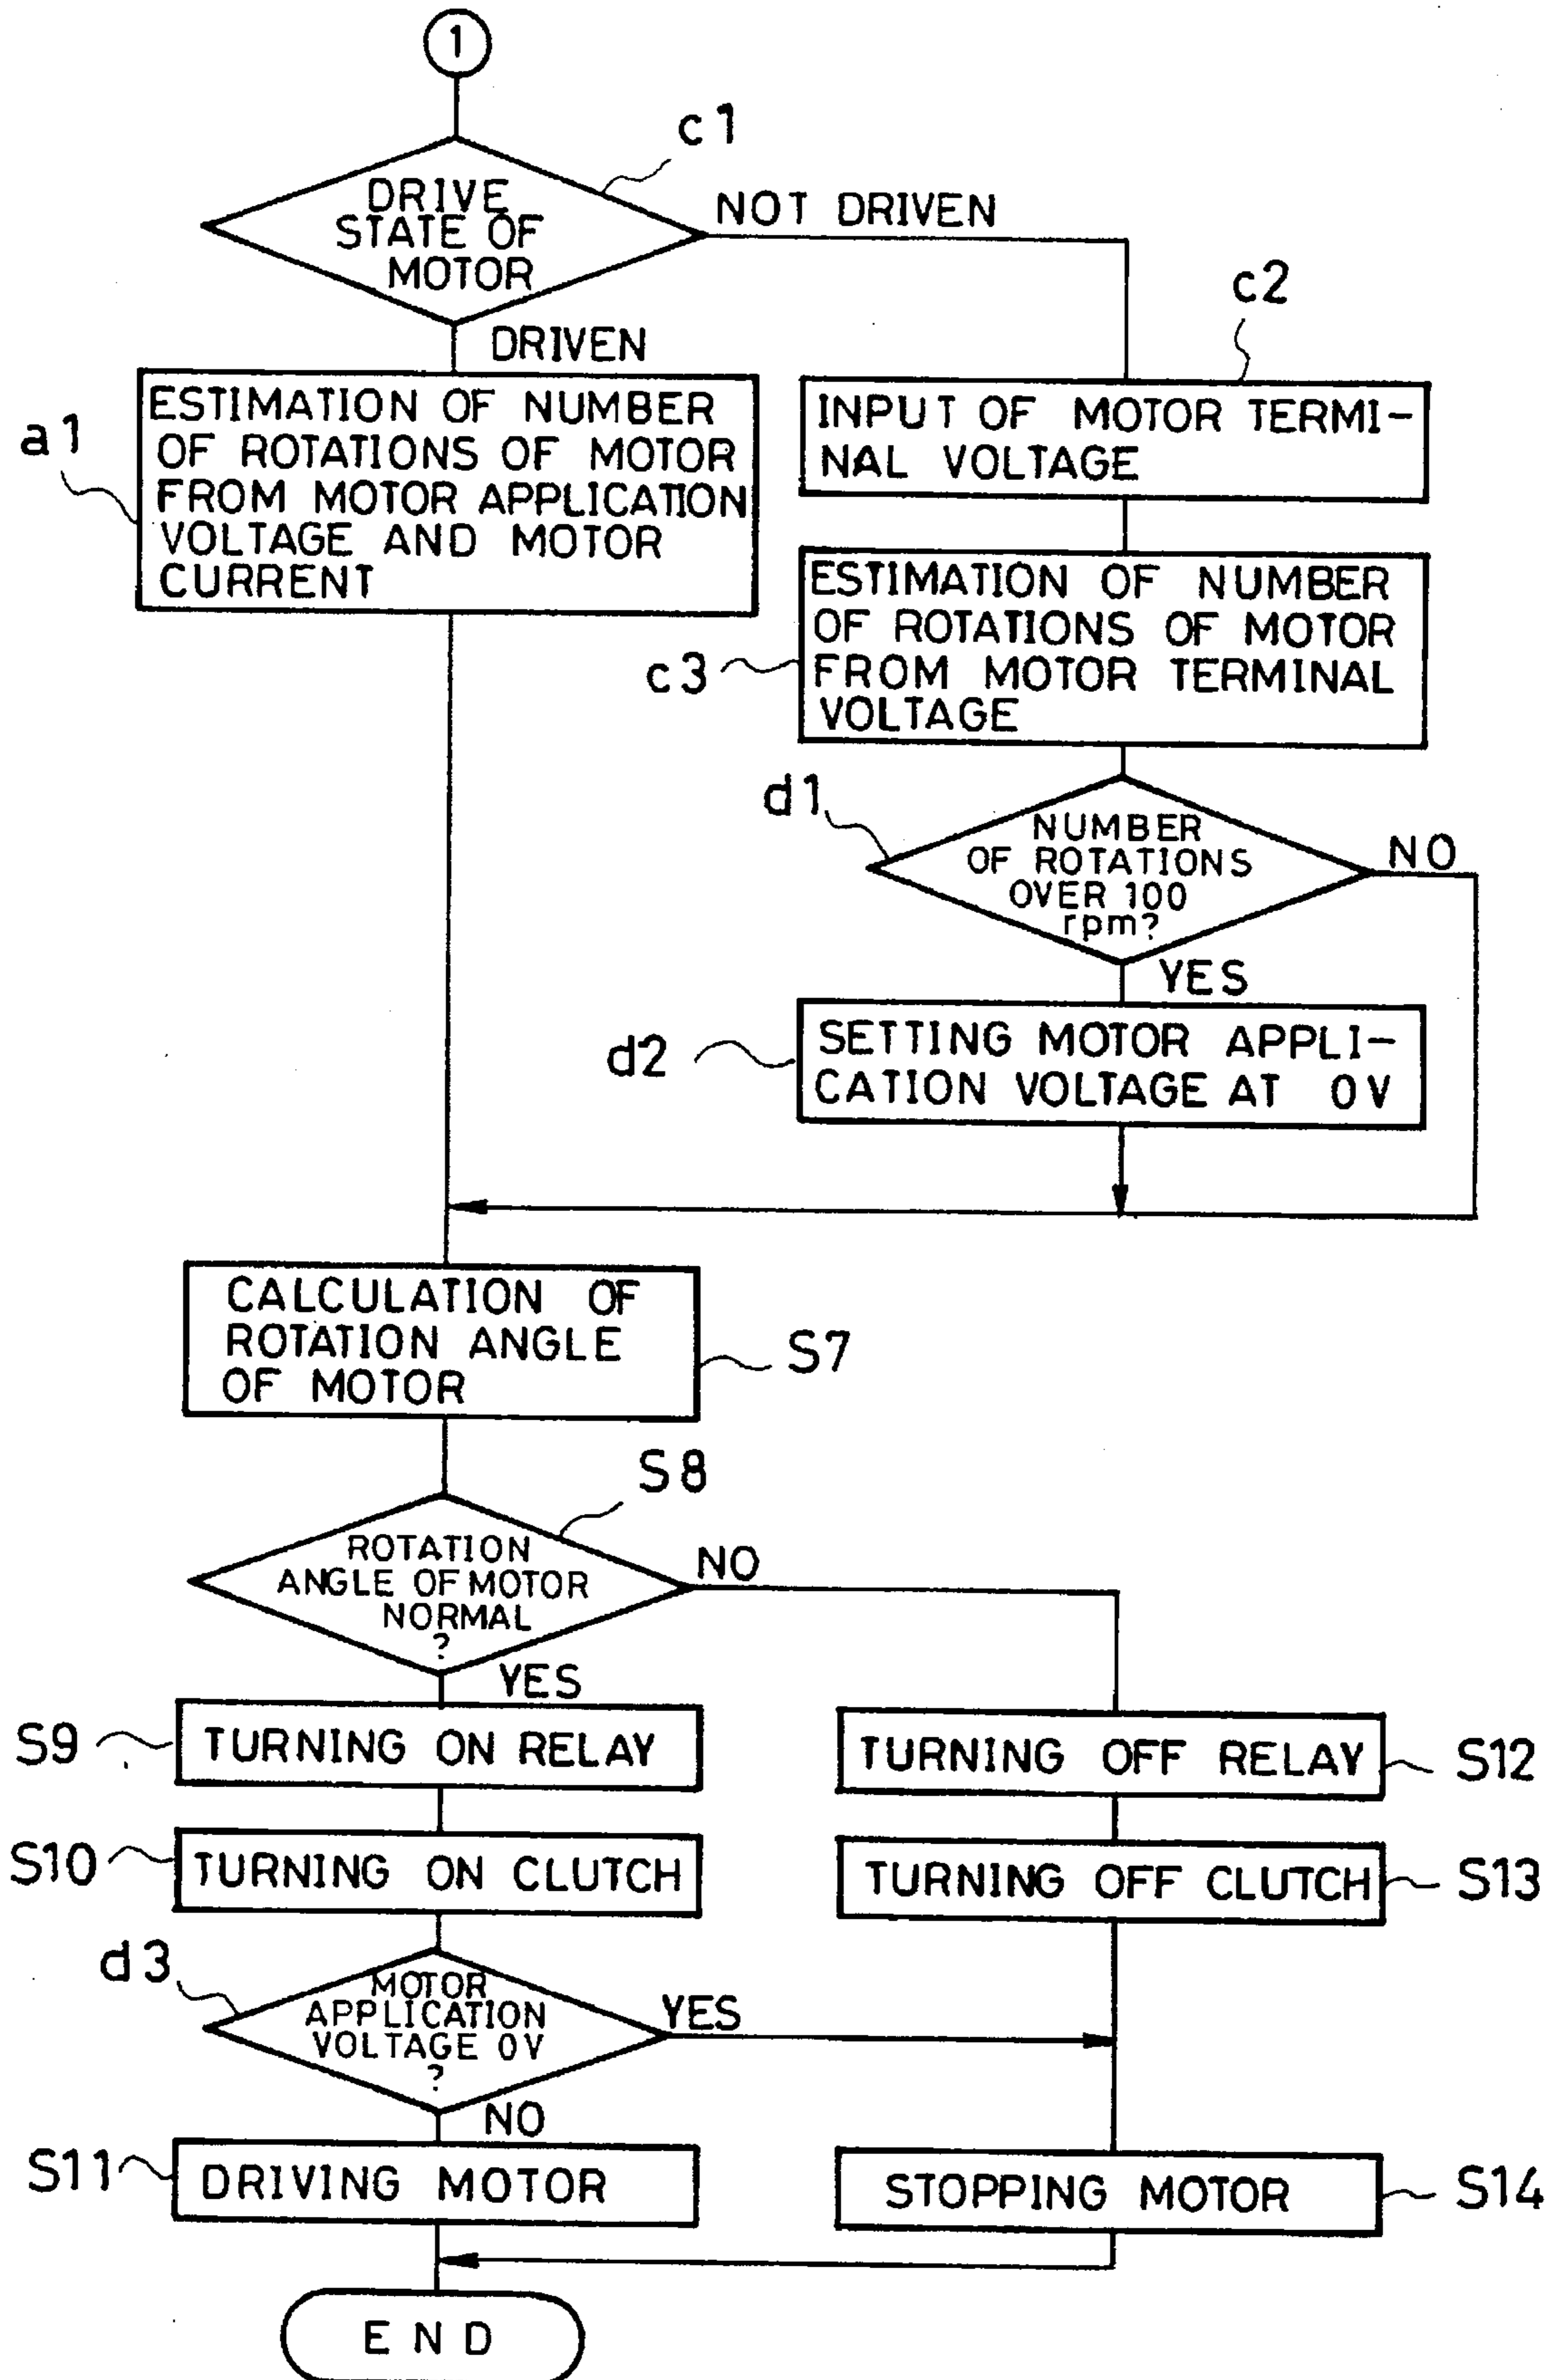 1
c1
DRIVE
STATE OF
MOTOR
NOT DRIVEN
DRIVEN
c2
a1
ESTIMATION OF NUMBER
OF ROTATIONS OF MOTOR
FROM MOTOR APPLICATION
VOLTAGE AND MOTOR
CURRENT
INPUT OF MOTOR TERMI-
NAL VOLTAGE
c3
ESTIMATION OF NUMBER
OF ROTATIONS OF MOTOR
FROM MOTOR TERMINAL
VOLTAGE
d1
NUMBER
OF ROTATIONS
OVER 100
rpm?
NO
YES
d2
SETTING MOTOR APPLI-
CATION VOLTAGE AT 0V
CALCULATION OF
ROTATION ANGLE
OF MOTOR
S7
S8
ROTATION
ANGLE OF MOTOR
NORMAL
?
NO
YES
S9
TURNING ON RELAY
TURNING OFF RELAY
S12
S10
TURNING ON CLUTCH
TURNING OFF CLUTCH
S13
d3
MOTOR
APPLICATION
VOLTAGE 0V
?
YES
NO
S11
DRIVING MOTOR
STOPPING MOTOR
S14
END